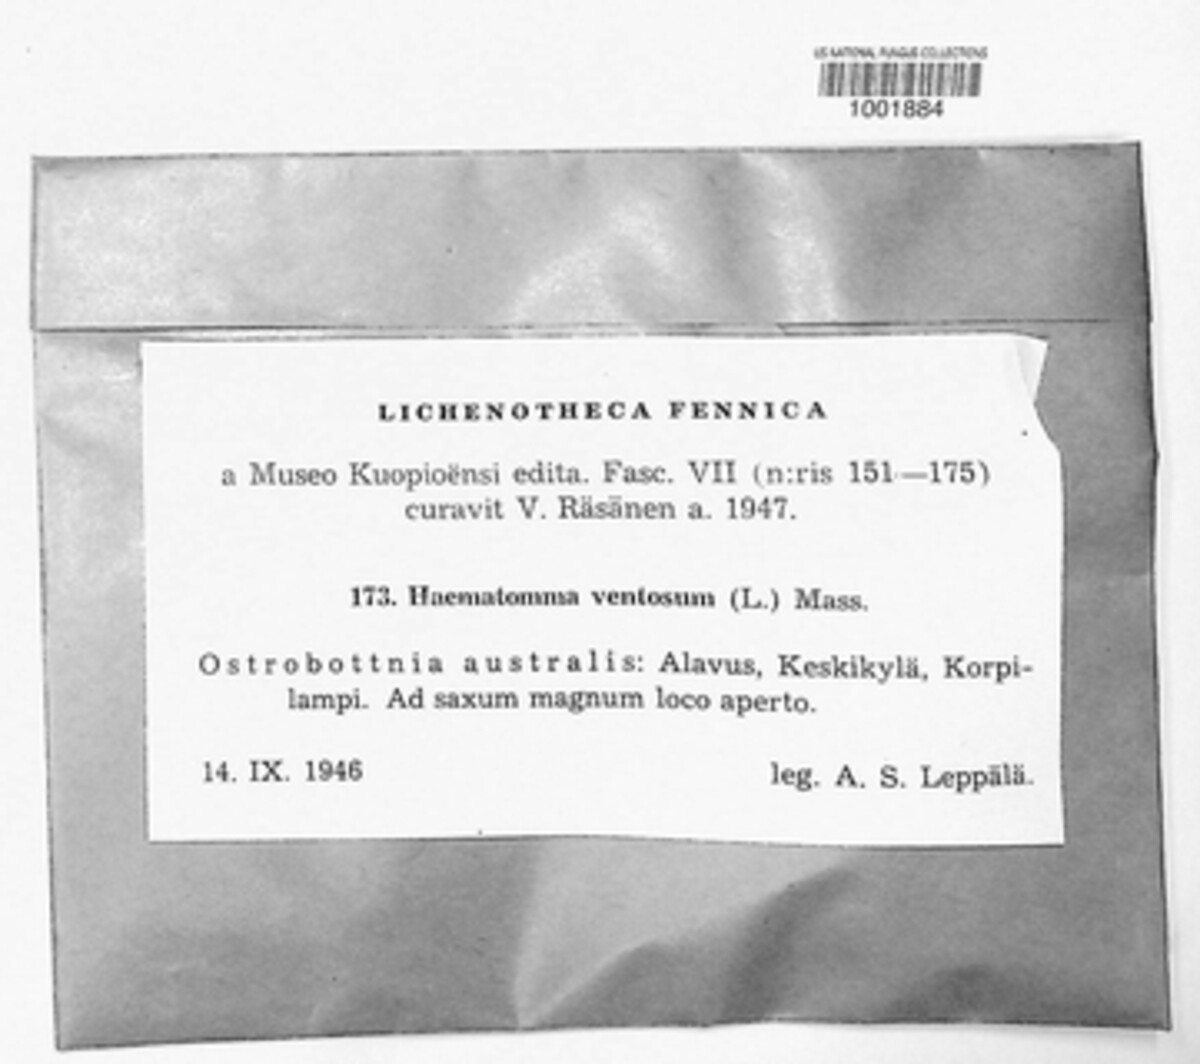 US NATIONAL FUNGUS COLLECTIONS
1001884
LICHENOTHECA FENNICA
a Museo Kuopioënsi edita. Fasc. VII (n:ris 151—175)
curavit V. Räsänen a. 1947.
173. Haematomma ventosum (L.) Mass.
Ostrobottnia australis: Alavus, Keskikylä, Korpi-
lampi. Ad saxum magnum loco aperto.
14. IX. 1946
leg. A. S. Leppälä.